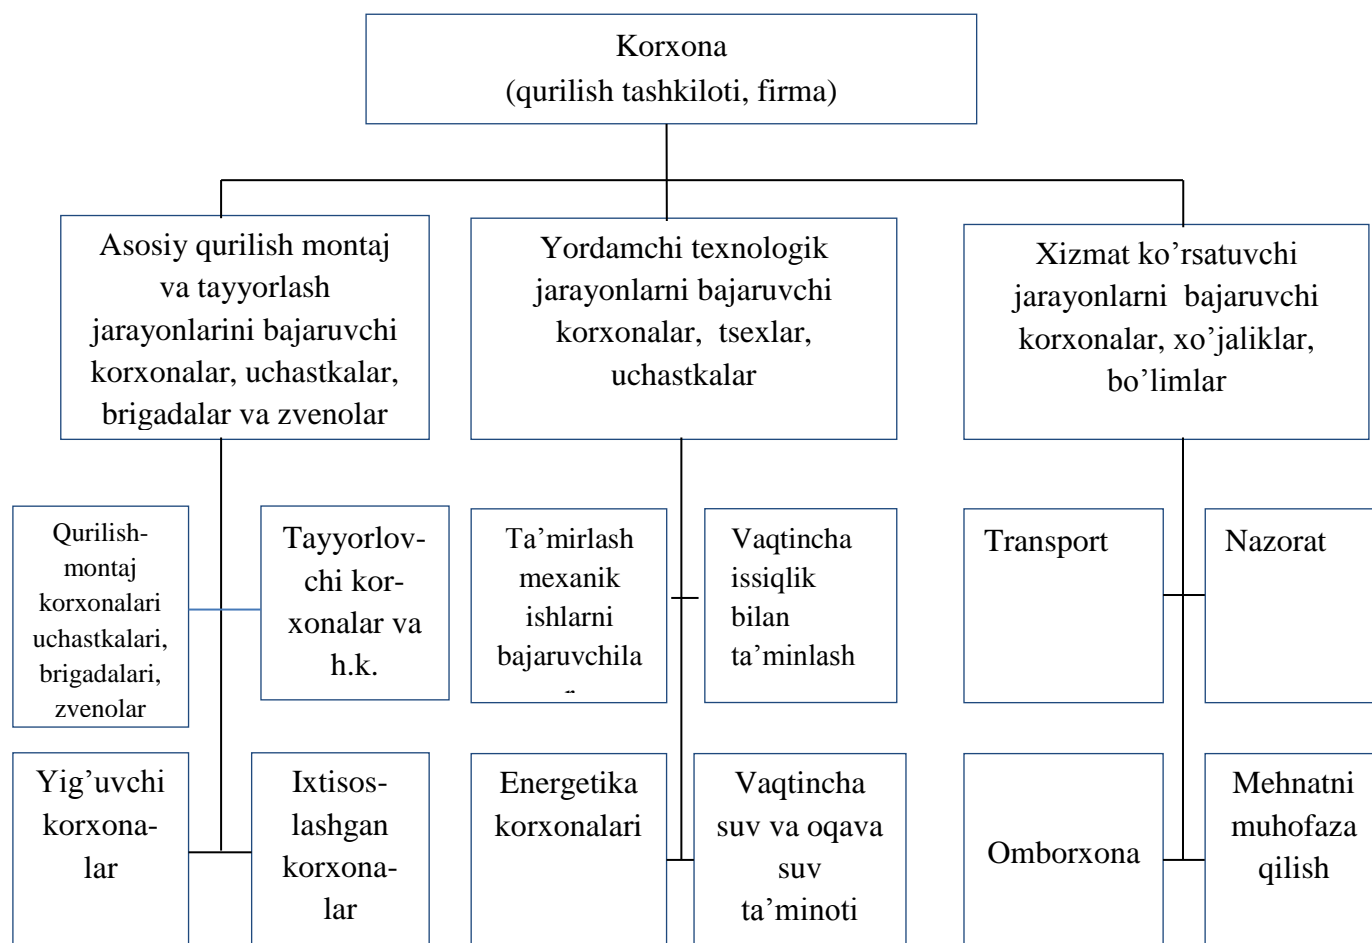 Korxona
(qurilish tashkiloti, firma)
Asosiy qurilish montaj
va tayyorlash
jarayonlarini bajaruvchi
korxonalar, uchastkalar,
brigadalar va zvenolar
Yordamchi texnologik
jarayonlarni bajaruvchi
korxonalar, tsexlar,
uchastkalar
Xizmat ko’rsatuvchi
jarayonlarni bajaruvchi
korxonalar, xo’jaliklar,
bo’limlar
Qurilish-
montaj
korxonalari
uchastkalari,
brigadalari,
zvenolar
Tayyorlov-
chi kor-
xonalar va
h.k.
Ta’mirlash
mexanik
ishlarni
bajaruvchila
Vaqtincha
issiqlik
bilan
ta’minlash
Transport
Nazorat
Yig’uvchi
korxona-
lar
Ixtisos-
lashgan
korxona-
lar
Energetika
korxonalari
Vaqtincha
suv va oqava
suv
ta’minoti
Omborxona
Mehnatni
muhofaza
qilish